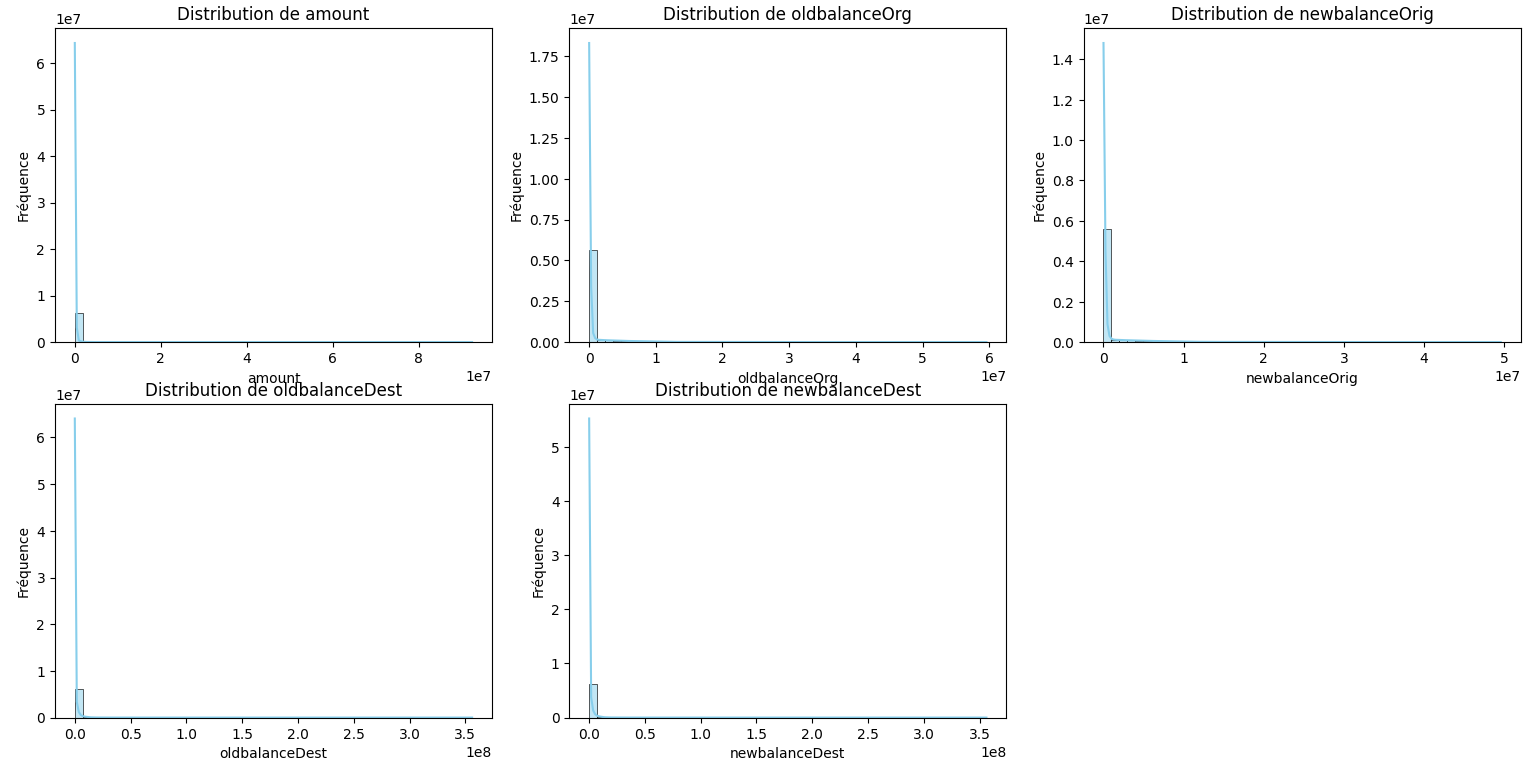 Distribution de amount
1e7
Fréquence
6
5
4
3
2
1
0
0 2 4 6 8
1e7
amount
Distribution de oldbalanceOrg
1e7
Fréquence
1.75
1.50
1.25
1.00
0.75
0.50
0.25
0.00
0 1 2 3 4 5 6
1e7
oldbalanceOrg
Distribution de newbalanceOrig
1e7
Fréquence
1.4
1.2
1.0
0.8
0.6
0.4
0.2
0.0
0 1 2 3 4 5
1e7
newbalanceOrig
Distribution de oldbalanceDest
1e7
Fréquence
6
5
4
3
2
1
0
0.0 0.5 1.0 1.5 2.0 2.5 3.0 3.5
1e8
oldbalanceDest
Distribution de newbalanceDest
1e7
Fréquence
5
4
3
2
1
0
0.0 0.5 1.0 1.5 2.0 2.5 3.0 3.5
1e8
newbalanceDest